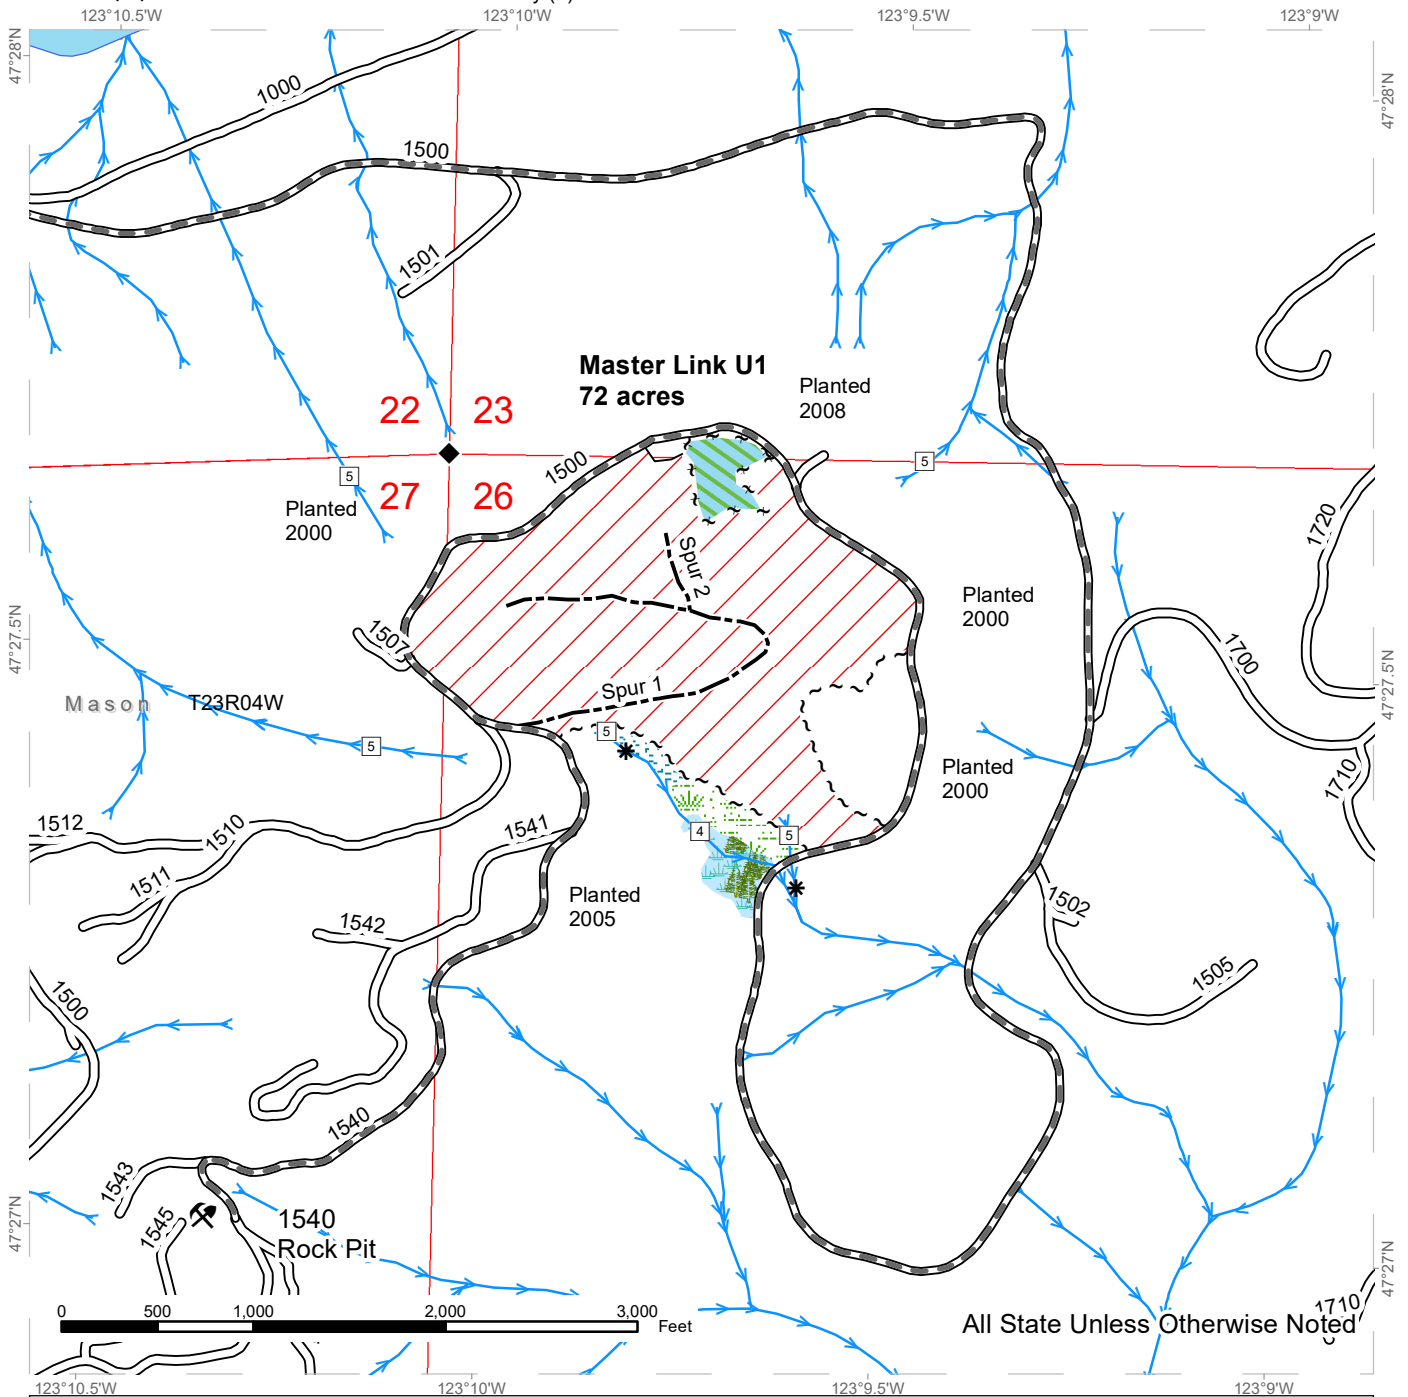 123°10.5'W
123°10'W
123°9.5'W
123°9'W
47°28'N
47°28'N
1000
1500
1501
Master Link U1
72 acres
Planted
2008
22
23
1500
5
5
27
26
Planted
2000
1720
Spur 2
Planted
2000
47°27.5'N
1507
1700
47°27.5'N
Mason
T23R04W
Spur 1
5
5
Planted
2000
1710
1512
1510
1541
4
5
1511
Planted
2005
1502
1542
1505
1500
1540
1543
1545
1540
Rock Pit
47°27'N
47°27'N
0
500
1,000
2,000
3,000
Feet
1710
All State Unless Otherwise Noted
123°10.5'W
123°10'W
123°9.5'W
123°9'W